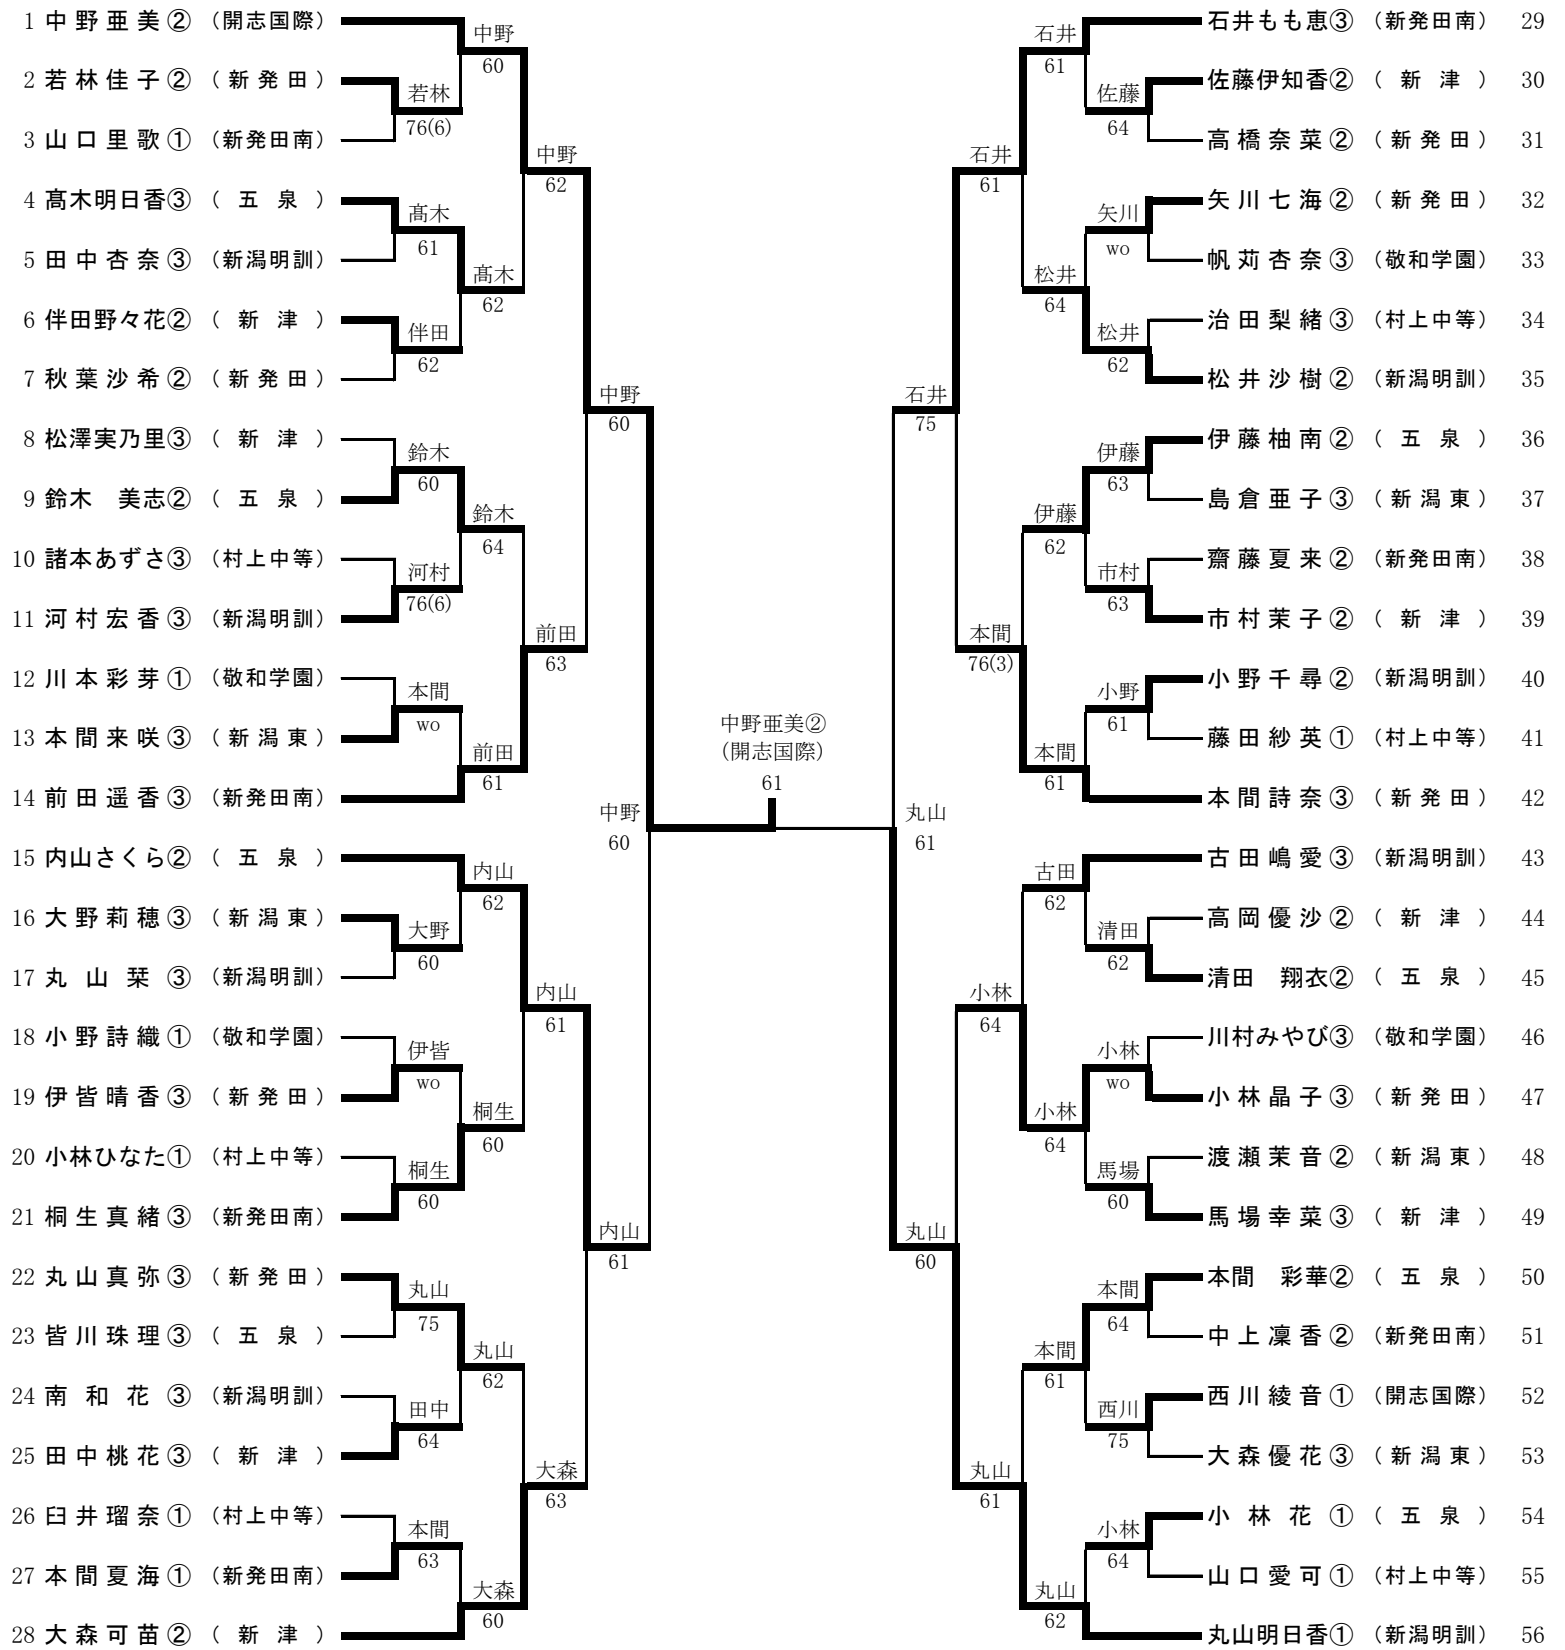 1 中野亜美② (開志国際)
2 若林佳子② (新発田)
3 山口里歌① (新発田南)
4 髙木明日香③ (五泉)
5 田中杏奈③ (新潟明訓)
6 伴田野々花② (新津)
7 秋葉沙希② (新発田)
8 松澤実乃里③ (新津)
9 鈴木 美志② (五泉)
10 諸本あずさ③ (村上中等)
11 河村宏香③ (新潟明訓)
12 川本彩芽① (敬和学園)
13 本間来咲③ (新潟東)
14 前田遥香③ (新発田南)
15 内山さくら② (五泉)
16 大野莉穂③ (新潟東)
17 丸山栞③ (新潟明訓)
18 小野詩織① (敬和学園)
19 伊皆晴香③ (新発田)
20 小林ひなた① (村上中等)
21 桐生真緒③ (新発田南)
22 丸山真弥③ (新発田)
23 皆川珠理③ (五泉)
24 南和花③ (新潟明訓)
25 田中桃花③ (新津)
26 臼井瑠奈① (村上中等)
27 本間夏海① (新発田南)
28 大森可苗② (新津)
若林
76(6)
髙木
61
伴田
62
鈴木
60
河村
76(6)
本間
wo
大野
60
伊皆
wo
桐生
60
丸山
75
田中
64
本間
63
中野
60
髙木
62
鈴木
64
前田
61
内山
62
桐生
60
丸山
62
大森
60
中野
62
前田
63
内山
61
大森
63
中野
60
内山
61
中野
60
中野亜美②
(開志国際)
61
丸山
61
石井
75
丸山
60
石井
61
本間
76(3)
小林
64
丸山
61
石井
61
松井
64
伊藤
62
本間
61
古田
62
小林
64
本間
61
丸山
62
佐藤
64
矢川
wo
松井
62
伊藤
63
市村
63
小野
61
清田
62
小林
wo
馬場
60
本間
64
西川
75
小林
64
石井もも恵③ (新発田南) 29
佐藤伊知香② (新津) 30
高橋奈菜② (新発田) 31
矢川七海② (新発田) 32
帆苅杏奈③ (敬和学園) 33
治田梨緒③ (村上中等) 34
松井沙樹② (新潟明訓) 35
伊藤柚南② (五泉) 36
島倉亜子③ (新潟東) 37
齋藤夏来② (新発田南) 38
市村茉子② (新津) 39
小野千尋② (新潟明訓) 40
藤田紗英① (村上中等) 41
本間詩奈③ (新発田) 42
古田嶋愛③ (新潟明訓) 43
高岡優沙② (新津) 44
清田 翔衣② (五泉) 45
川村みやび③ (敬和学園) 46
小林晶子③ (新発田) 47
渡瀬茉音② (新潟東) 48
馬場幸菜③ (新津) 49
本間 彩華② (五泉) 50
中上凜香② (新発田南) 51
西川綾音① (開志国際) 52
大森優花③ (新潟東) 53
小林花① (五泉) 54
山口愛可① (村上中等) 55
丸山明日香① (新潟明訓) 56